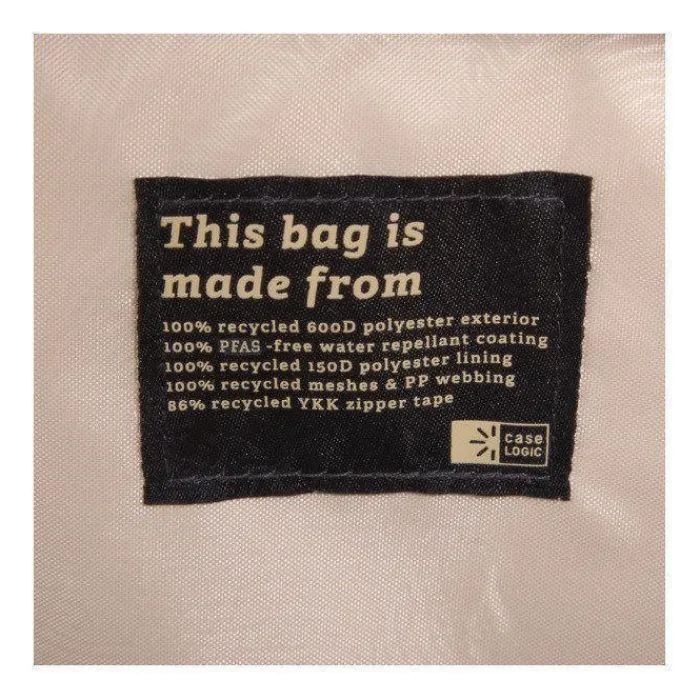 This bag is
made from
100% recycled 600D polyester exterior
100% PFAS -free water repellant coating
100% recycled 150D polyester lining
100% recycled meshes & PP webbing
86% recycled YKK zipper tape
case
LOGIC